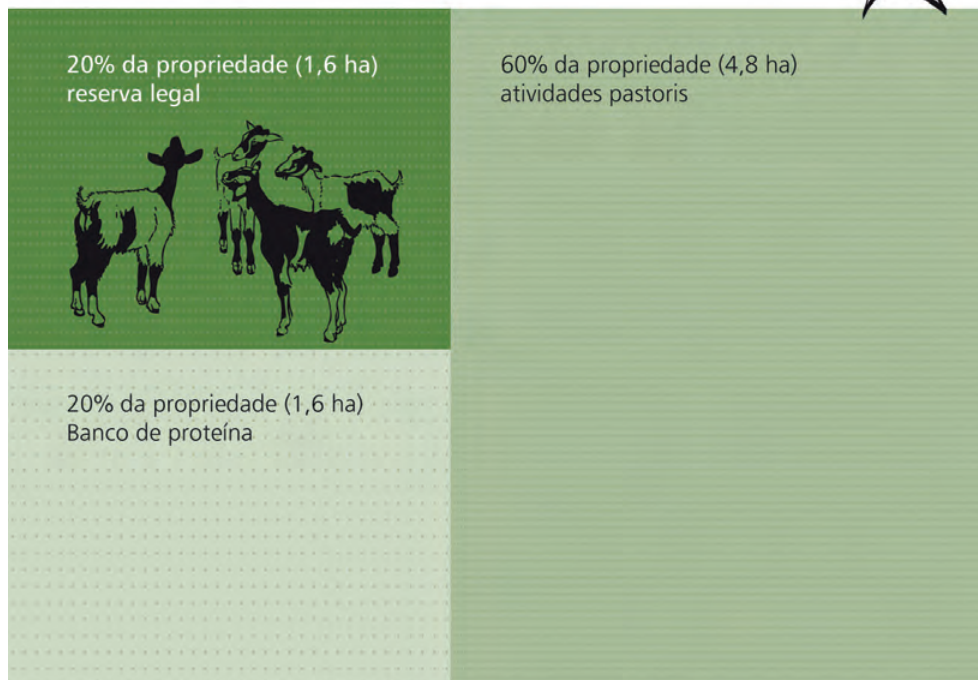 20% da propriedade (1,6 ha)
reserva legal
60% da propriedade (4,8 ha)
atividades pastoris
20% da propriedade (1,6 ha)
Banco de proteína